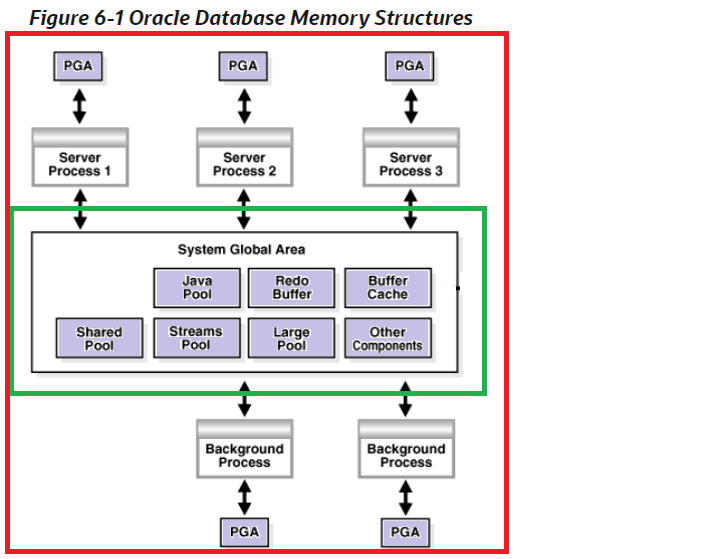 Figure 6-1 Oracle Database Memory Structures
PGA
PGA
PGA
Server
Process 1
Server
Process 2
Server
Process 3
System Global Area
Java
Pool
Redo
Buffer
Buffer
Cache
Shared
Pool
Streams
Pool
Large
Pool
Other
Components
Background
Process
Background
Process
PGA
PGA